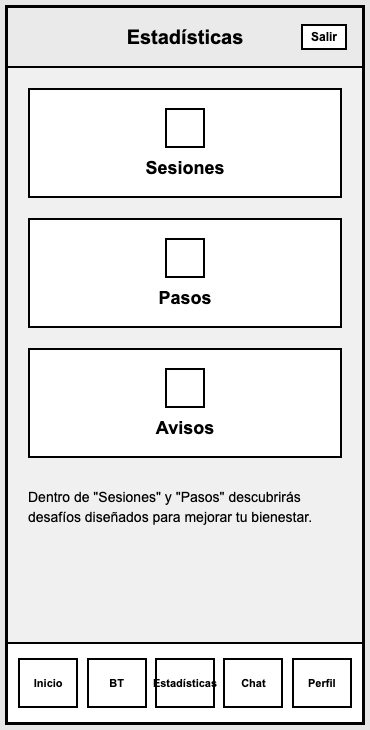 Estadísticas
Salir
Sesiones
Pasos
Avisos
Dentro de "Sesiones" y "Pasos" descubrirás
desafíos diseñados para mejorar tu bienestar.
Inicio
BT
Estadísticas
Chat
Perfil